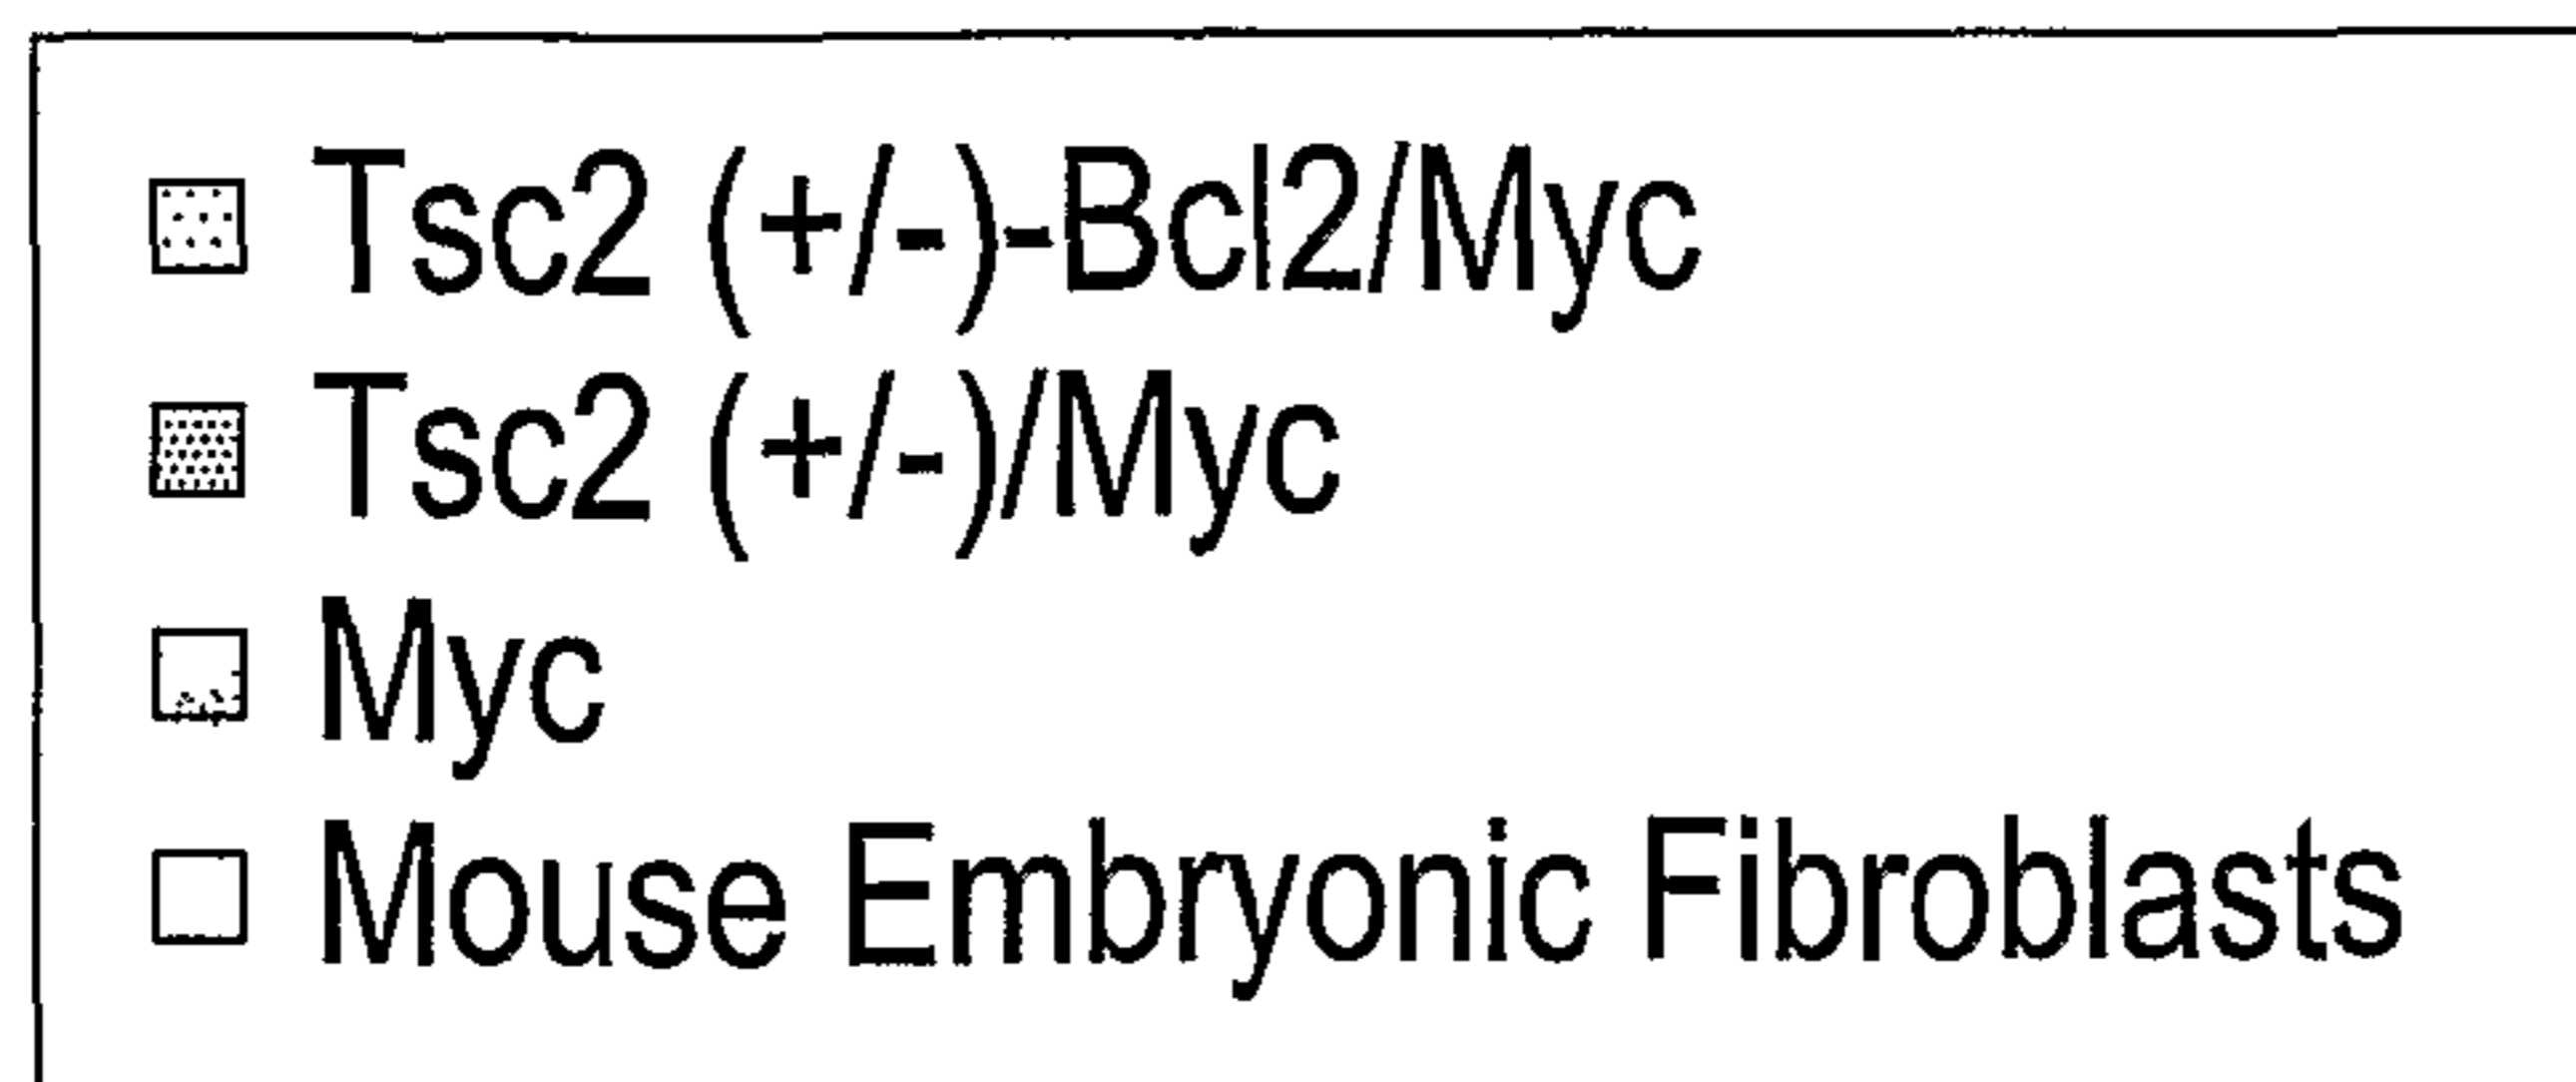 Tsc2 (+/-)-Bcl2/Myc
Tsc2 (+/-)/Myc
Myc
Mouse Embryonic Fibroblasts